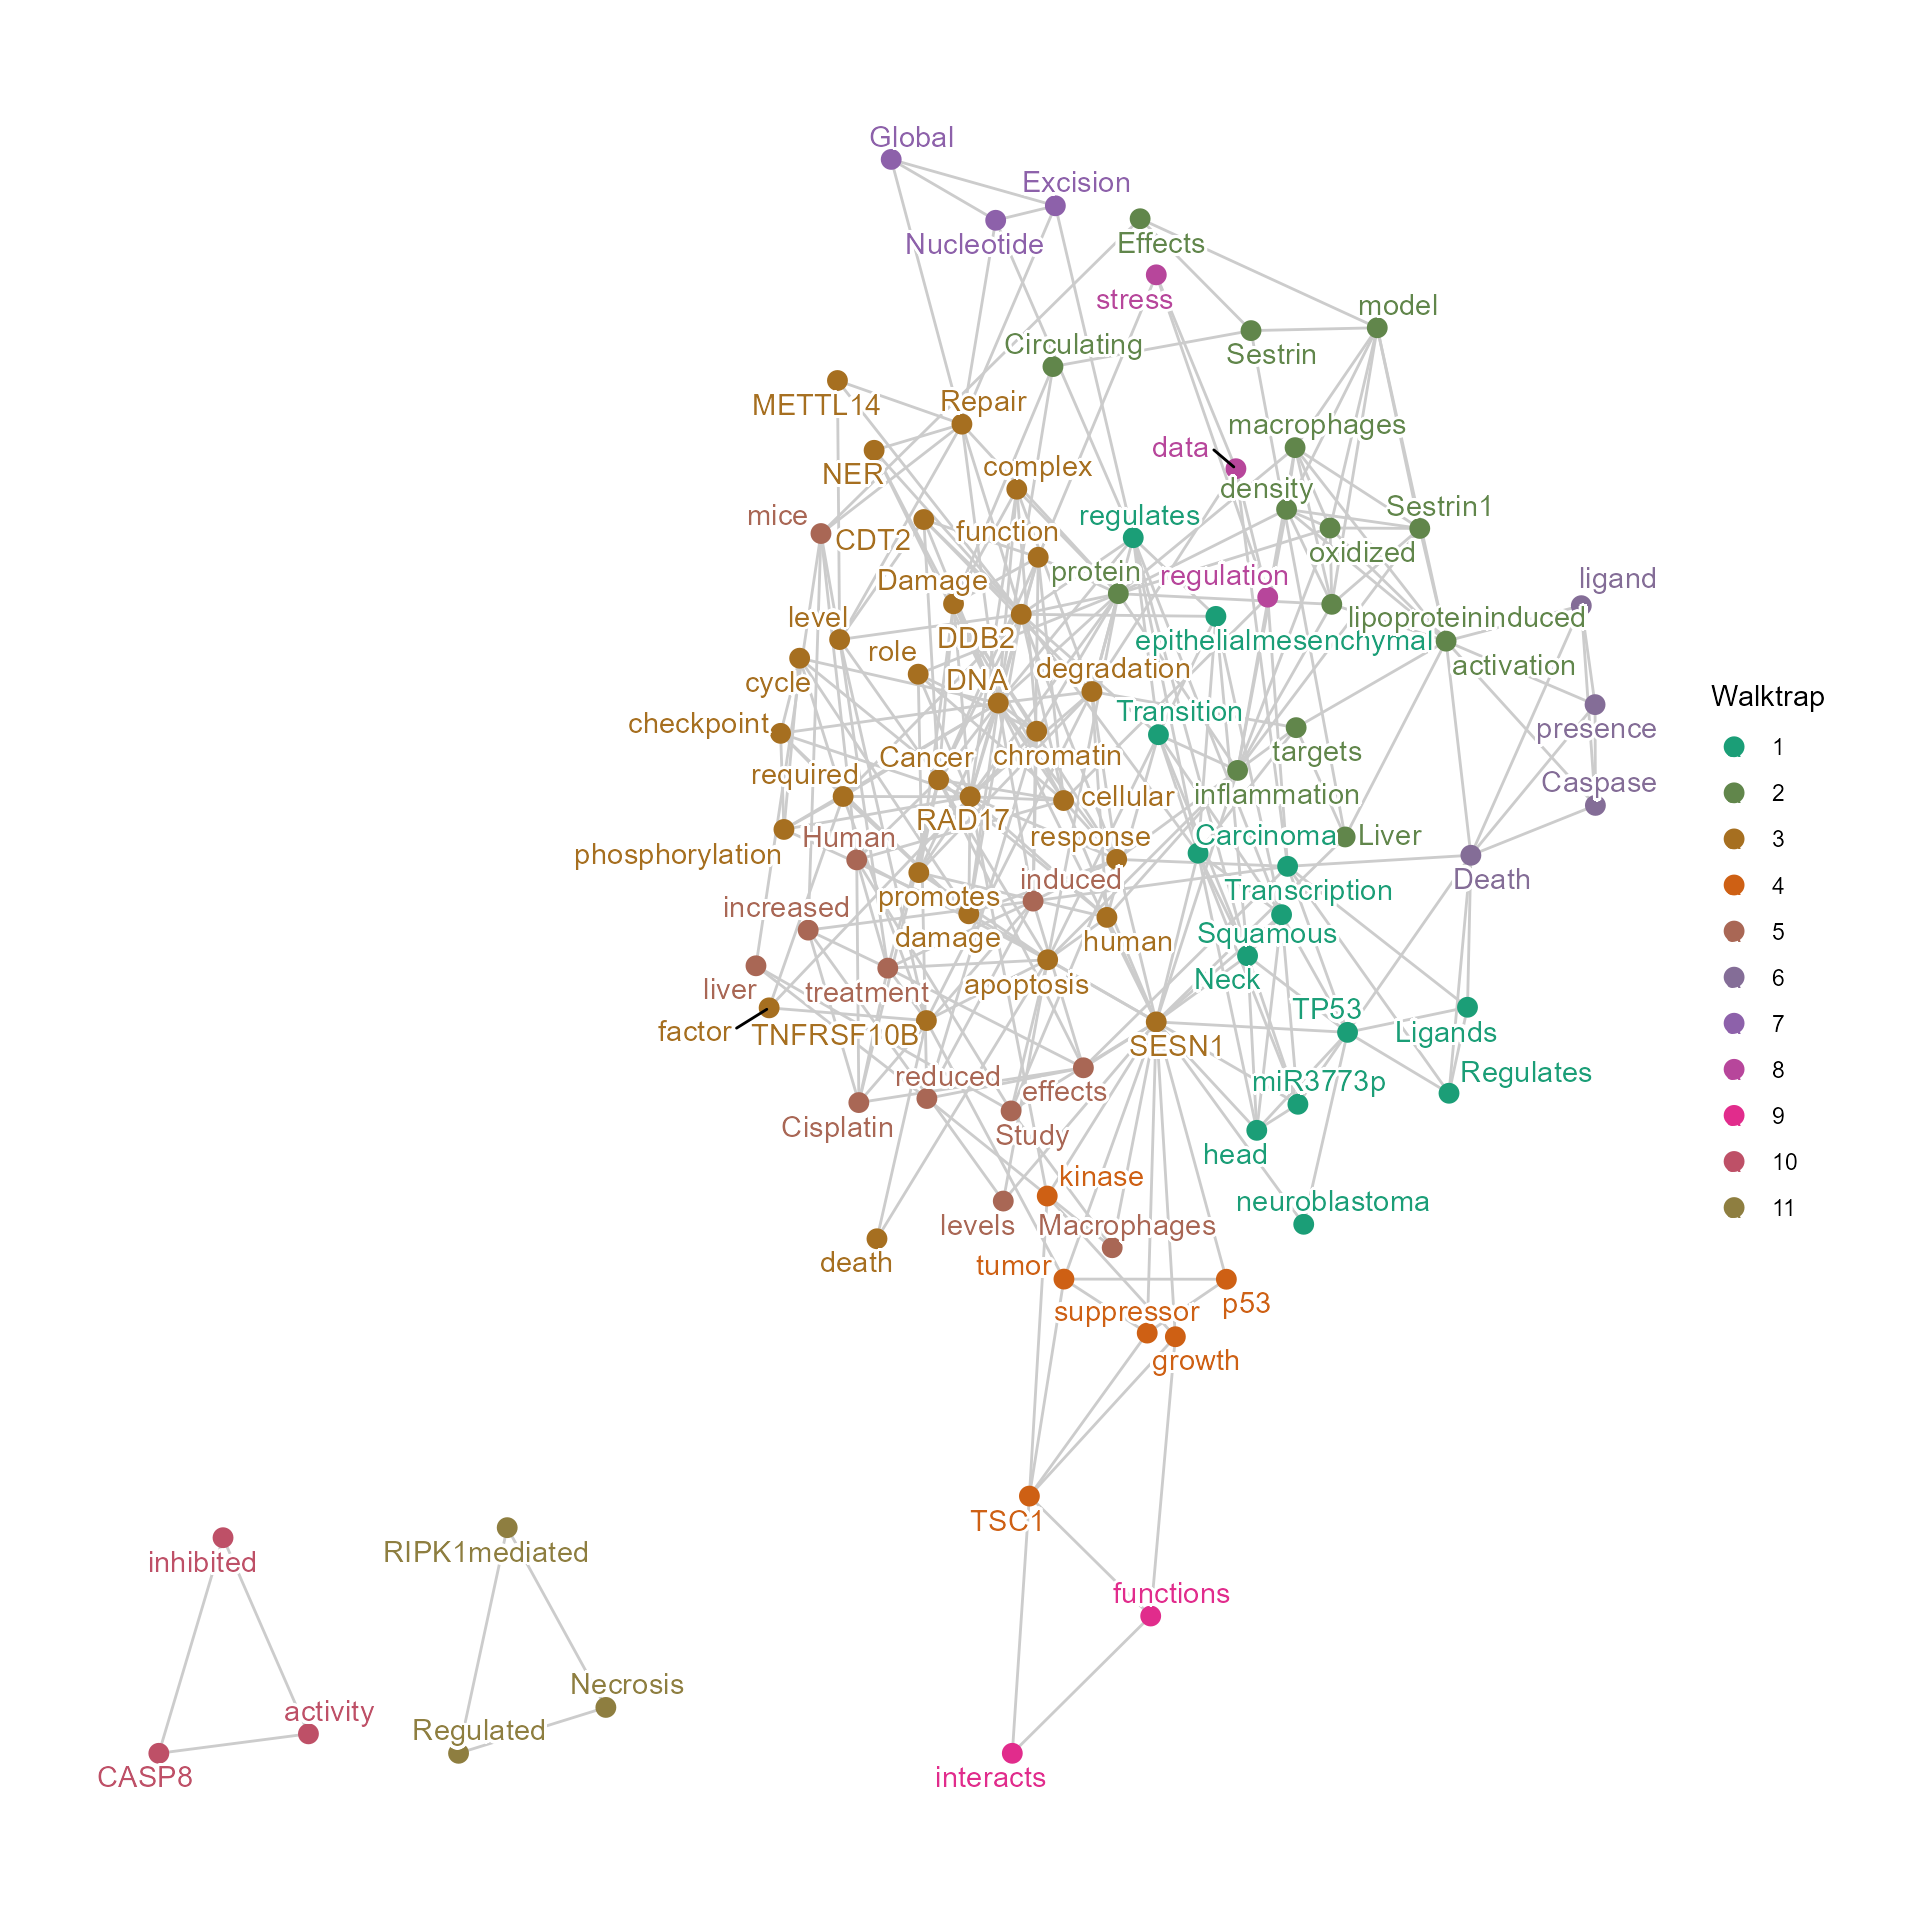 Global
Excision
Nucleotide
Effects
stress
model
Circulating
Sestrin
METTL14
Repair
macrophages
data
NER
complex
density
Sestrin1
mice
CDT2
function
regulates
oxidized
Damage
protein
regulation
ligand
level
DDB2
lipoproteininduced
epithelialmesenchymal
role
degradation
activation
cycle
DNA
checkpoint
Transition
presence
chromatin
targets
Cancer
required
cellular
inflammation
Caspase
RAD17
phosphorylation
Human
response
Carcinoma
Liver
induced
Transcription
Death
increased
promotes
damage
human
Squamous
liver
treatment
apoptosis
Neck
factor
TNFRSF10B
SESN1
TP53
Ligands
reduced
effects
miR3773p
Regulates
Cisplatin
Study
head
kinase
levels
Macrophages
neuroblastoma
death
tumor
suppressor
p53
growth
TSC1
functions
interacts
inhibited
activity
CASP8
RIPK1mediated
Necrosis
Regulated
Walktrap
1
2
3
4
5
6
7
8
9
10
11